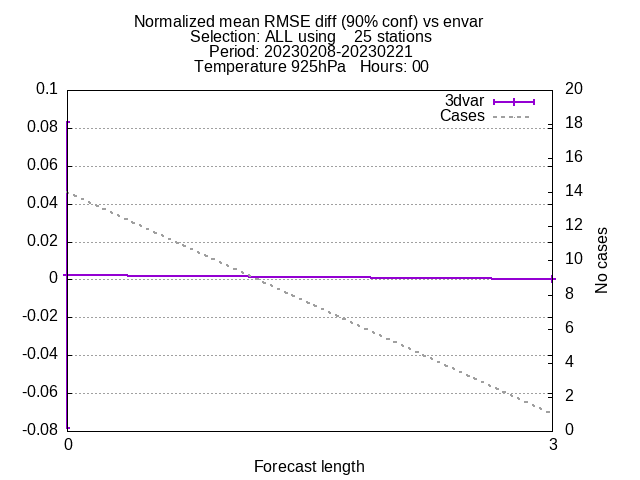 Normalized mean RMSE diff (90% conf) vs envar
Selection: ALL using    25 stations
Period: 20230208-20230221
Temperature 925hPa   Hours: 00
3dvar
Cases
0.1
0.08
0.06
0.04
0.02
0
-0.02
-0.04
-0.06
-0.08
20
18
16
14
12
10
8
6
4
2
0
No cases
0
3
Forecast length